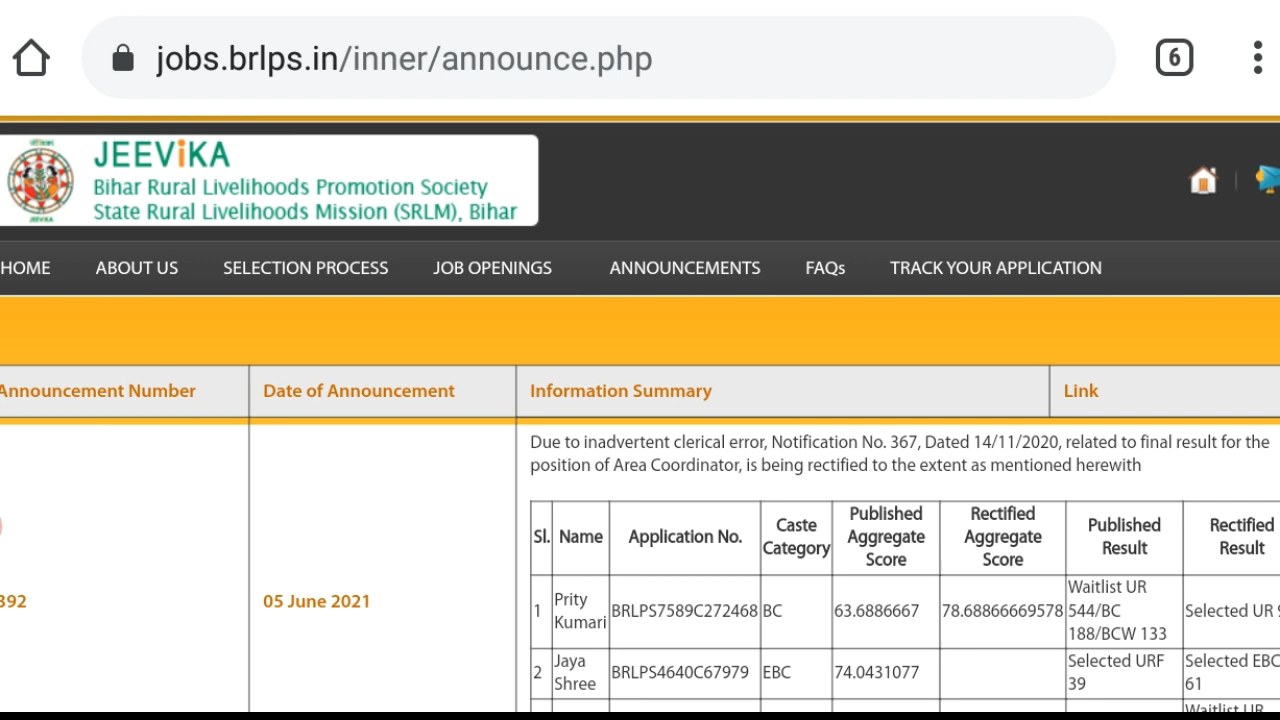 jobs.brlps.in/inner/announce.php
6
JEEViKA
Bihar Rural Livelihoods Promotion Society
State Rural Livelihoods Mission (SRLM), Bihar
JEEViKA
HOME ABOUT US SELECTION PROCESS JOB OPENINGS ANNOUNCEMENTS FAQs TRACK YOUR APPLICATION
Announcement Number Date of Announcement Information Summary Link
Due to inadvertent clerical error, Notification No. 367, Dated 14/11/2020, related to final result for the
position of Area Coordinator, is being rectified to the extent as mentioned herewith
392
05 June 2021
Sl. Name Application No. Caste Category Published Aggregate Score Rectified Aggregate Score Published Result Rectified Result
1 Prity Kumari BRLPS7589C272468 BC 63.6886667 78.68866669578 Waitlist UR 544/BC 188/BCW 133 Selected UR
2 Jaya Shree BRLPS4640C67979 EBC 74.0431077 Selected URF 39 Selected EBC 61
Waitlist UR